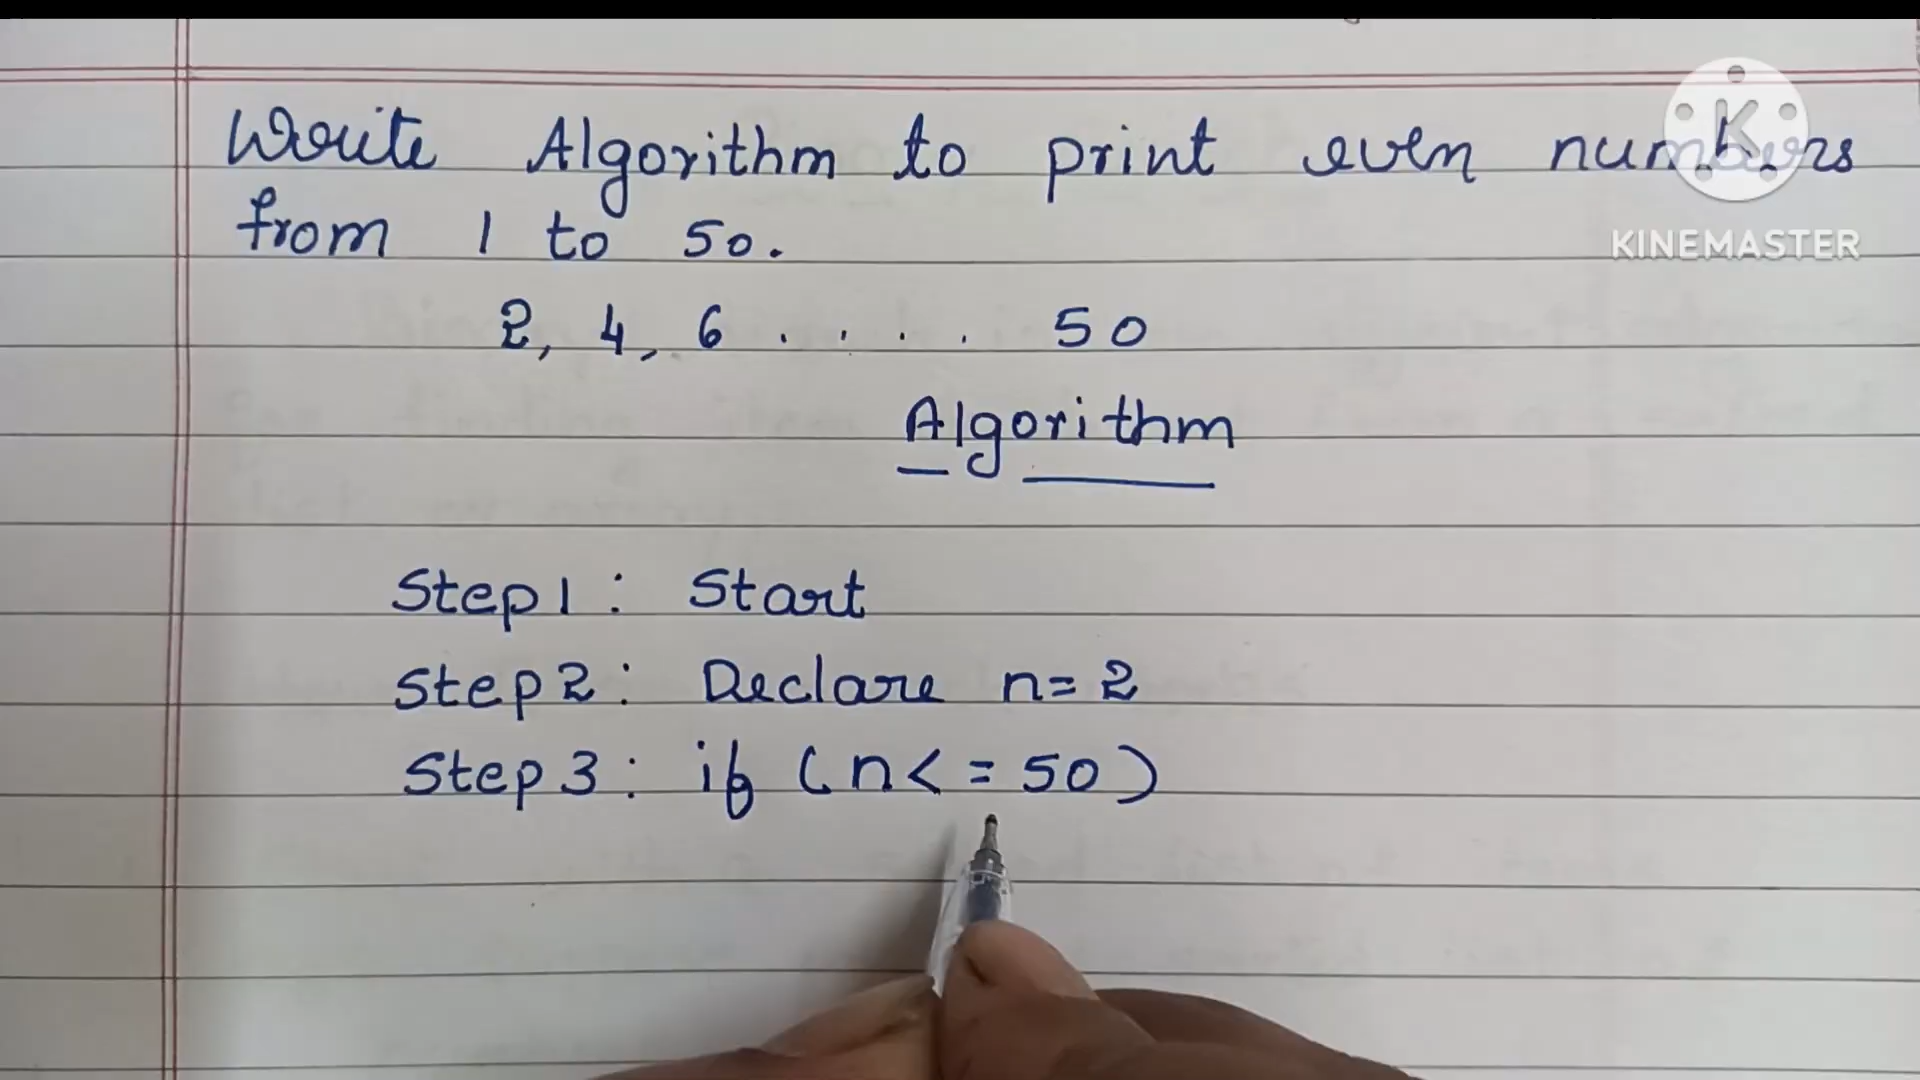 Write Algorithm to print even numbers
from 1 to 50.
2, 4, 6 . . . . 50
Algorithm
Step 1 : Start
Step 2 : Declare n = 2
Step 3 : if (n < = 50)
K
KINEMASTER